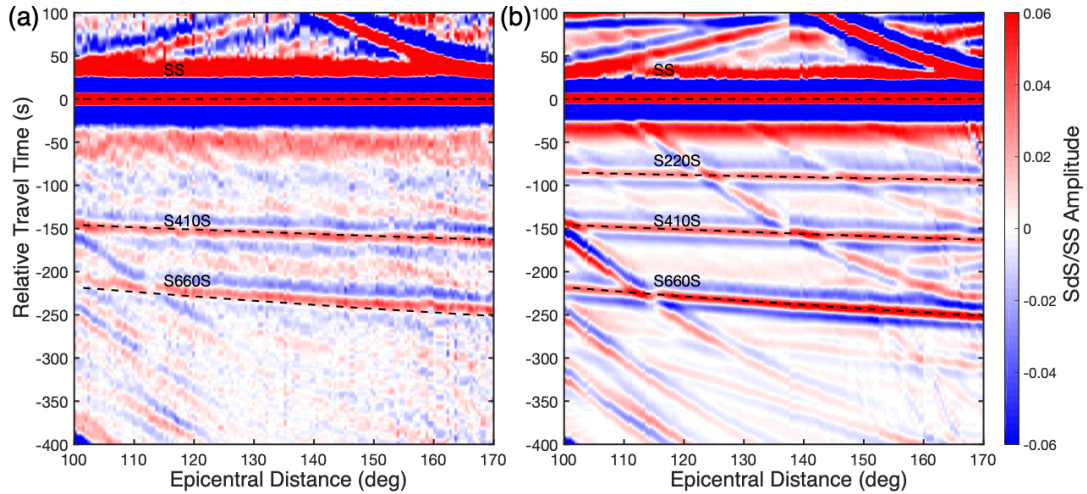 (a)
100
50
0
-50
-100
-150
-200
-250
-300
-350
-400
Relative Travel Time (s)
SS
S410S
S660S
100 110 120 130 140 150 160 170
Epicentral Distance (deg)
(b)
100
50
0
-50
-100
-150
-200
-250
-300
-350
-400
SS
S220S
S410S
S660S
100 110 120 130 140 150 160 170
Epicentral Distance (deg)
0.06
0.04
0.02
0
-0.02
-0.04
-0.06
SdS/SS Amplitude